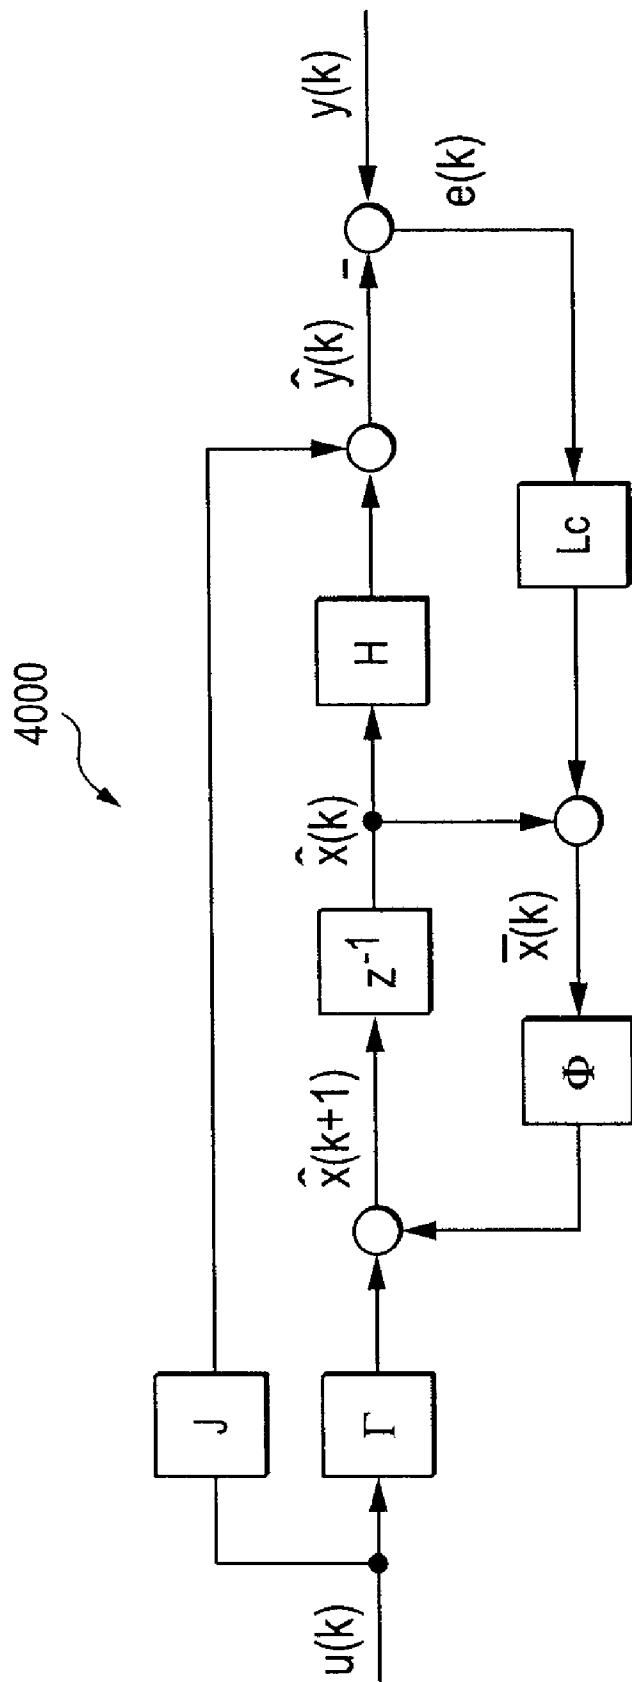 4000
u(k)
J
Γ
x̂(k+1)
z⁻¹
x̂(k)
H
ŷ(k)
-
y(k)
e(k)
Lc
x̄(k)
Φ